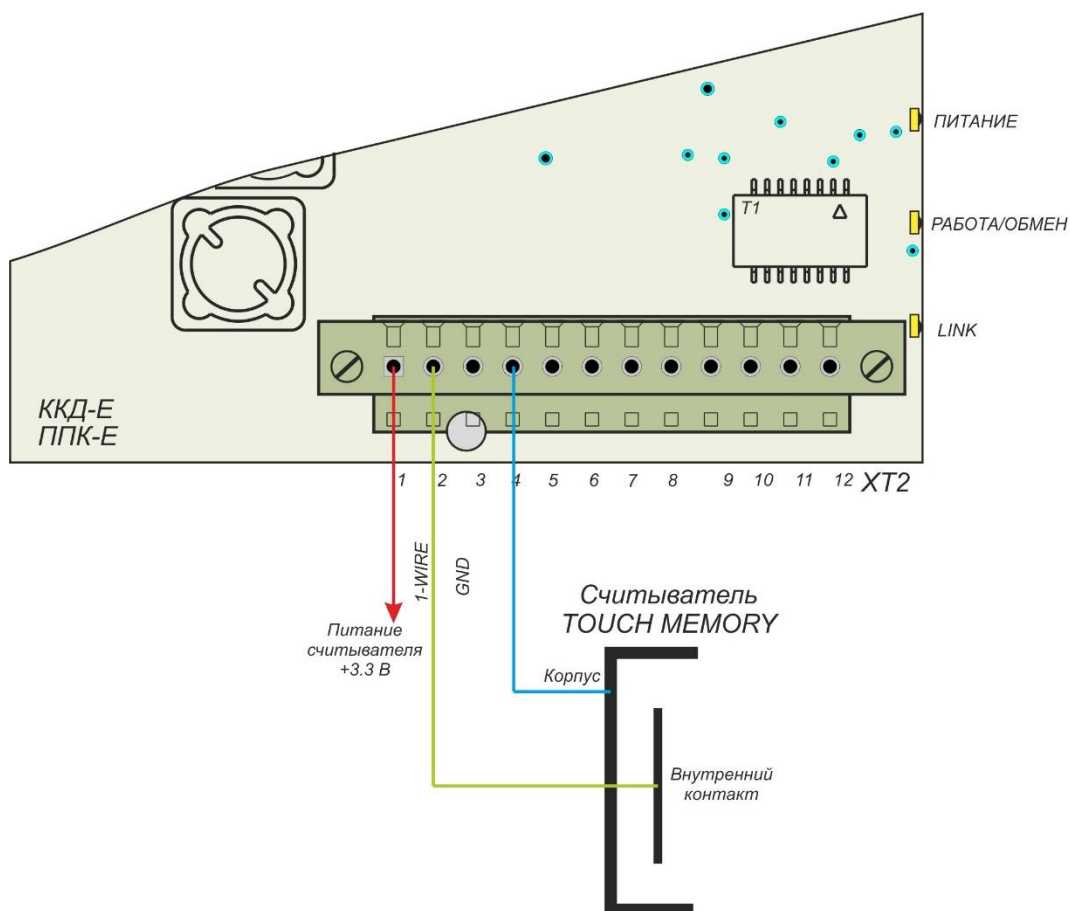 ПИТАНИЕ
T1
РАБОТА/ОБМЕН
LINK
ККД-Е
ППК-Е
1 2 3 4 5 6 7 8 9 10 11 12 XT2
1-WIRE
GND
Считыватель
TOUCH MEMORY
Питание
считывателя
+3.3 В
Корпус
Внутренний
контакт